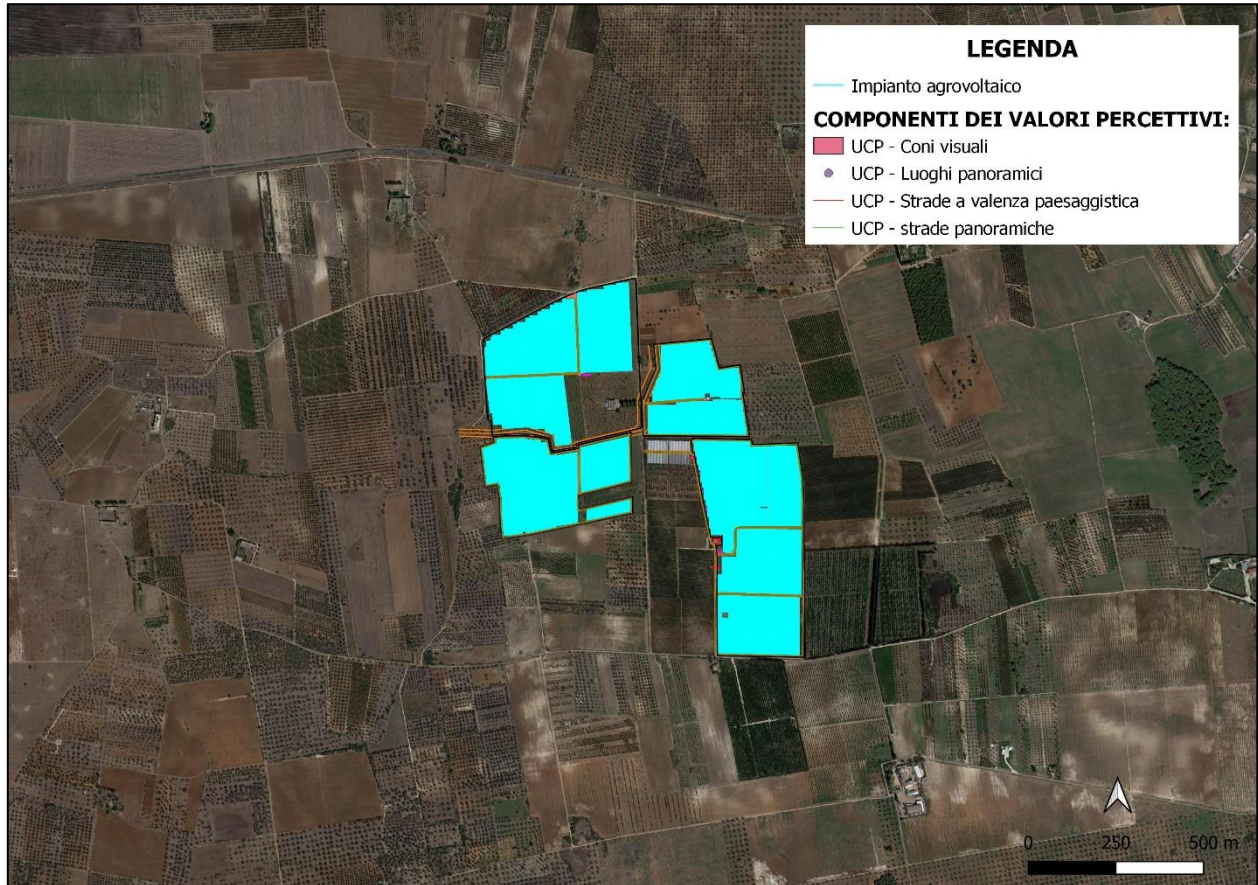 LEGENDA
Impianto agrovoltaico
COMPONENTI DEI VALORI PERCETTIVI:
UCP - Coni visuali
UCP - Luoghi panoramici
UCP - Strade a valenza paesaggistica
UCP - strade panoramiche
0 250 500 m